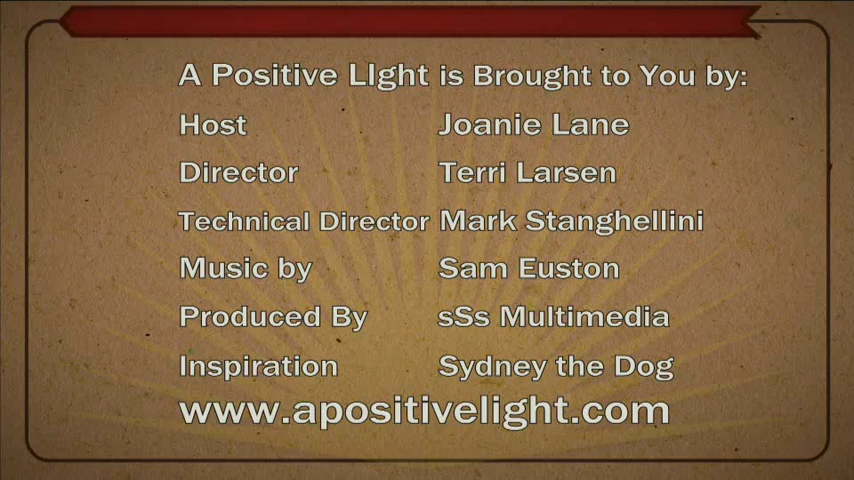 A Positive LIght is Brought to You by:
Host Joanie Lane
Director Terri Larsen
Technical Director Mark Stanghellini
Music by Sam Euston
Produced By sSs Multimedia
Inspiration Sydney the Dog
www.apositivelight.com